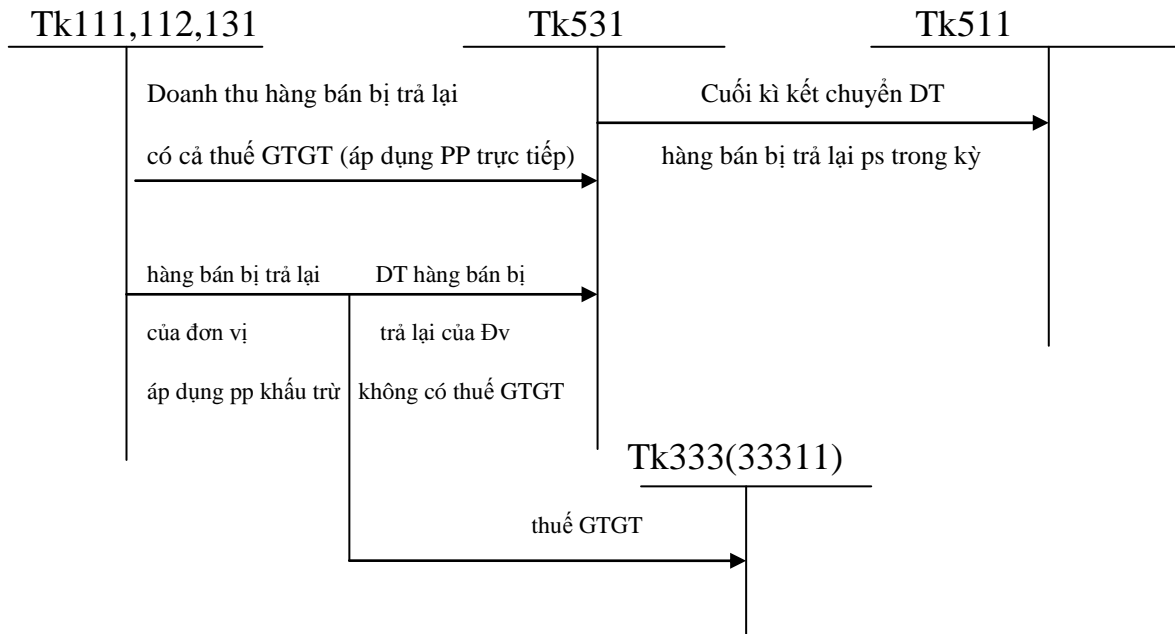 Tk111,112,131
Tk531
Tk511
Doanh thu hàng bán bị trả lại
Cuối kì kết chuyển DT
có cả thuế GTGT (áp dụng PP trực tiếp)
hàng bán bị trả lại ps trong kỳ
hàng bán bị trả lại
DT hàng bán bị
của đơn vị
trả lại của Đv
áp dụng pp khấu trừ
không có thuế GTGT
Tk333(33311)
thuế GTGT